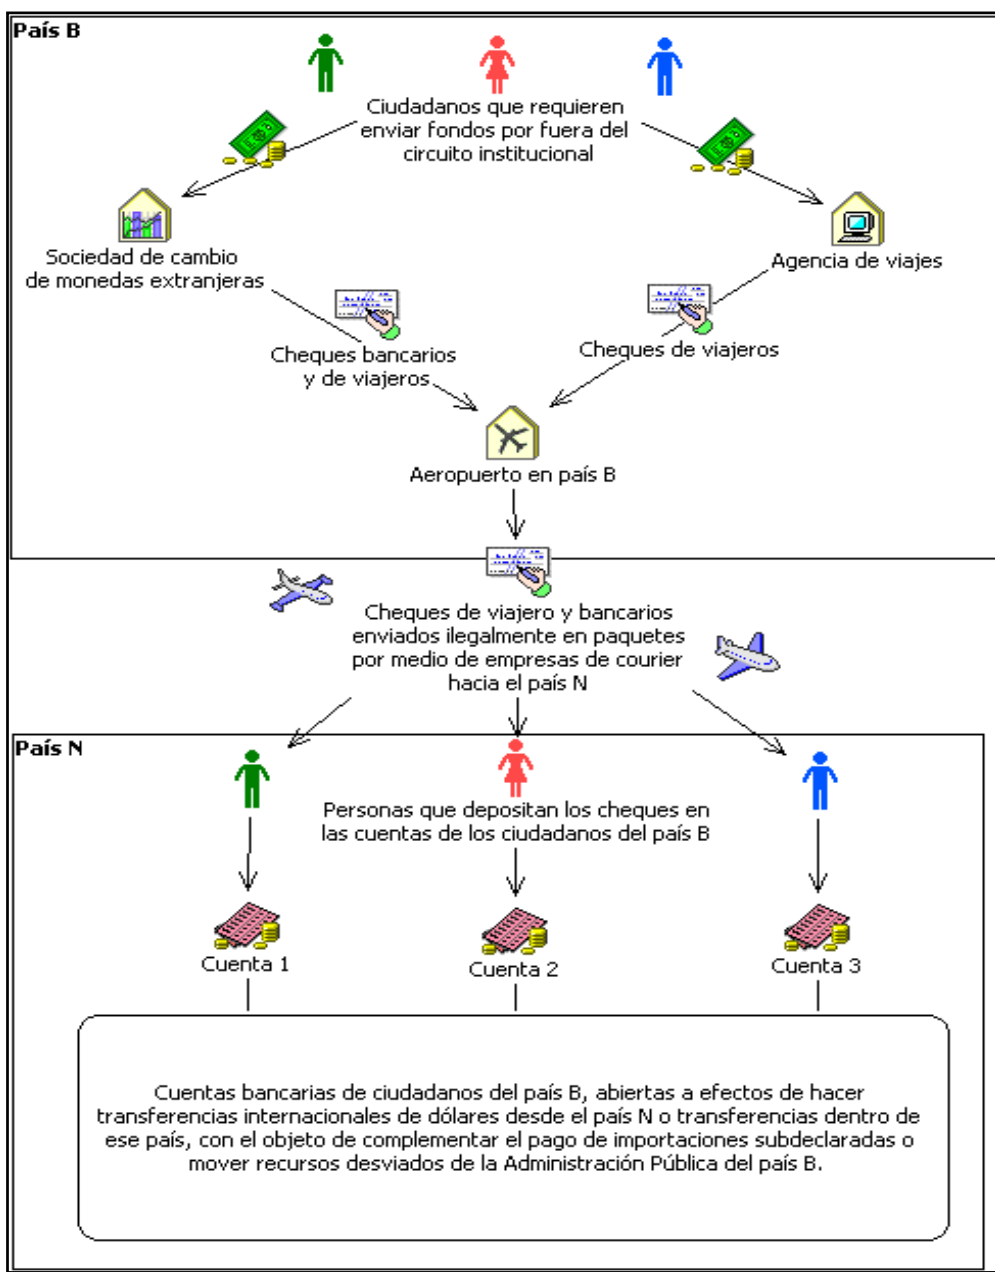 País B
Ciudadanos que requieren
enviar fondos por fuera del
circuito institucional
Sociedad de cambio
de monedas extranjeras
Agencia de viajes
Cheques bancarios
y de viajeros
Cheques de viajeros
Aeropuerto en país B
Cheques de viajero y bancarios
enviados ilegalmente en paquetes
por medio de empresas de courier
hacia el país N
País N
Personas que depositan los cheques en
las cuentas de los ciudadanos del país B
Cuenta 1
Cuenta 2
Cuenta 3
Cuentas bancarias de ciudadanos del país B, abiertas a efectos de hacer
transferencias internacionales de dólares desde el país N o transferencias dentro de
ese país, con el objeto de complementar el pago de importaciones subdeclaradas o
mover recursos desviados de la Administración Pública del país B.